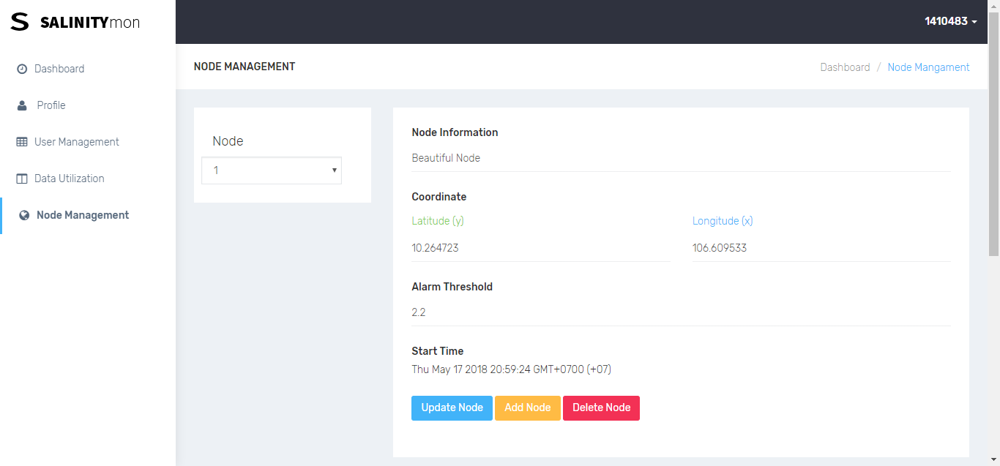 S SALINITYmon
1410483
Dashboard
Profile
User Management
Data Utilization
Node Management
NODE MANAGEMENT
Dashboard / Node Mangament
Node
1
Node Information
Beautiful Node
Coordinate
Latitude (y) Longitude (x)
10.264723 106.609533
Alarm Threshold
2.2
Start Time
Thu May 17 2018 20:59:24 GMT+0700 (+07)
Update Node Add Node Delete Node